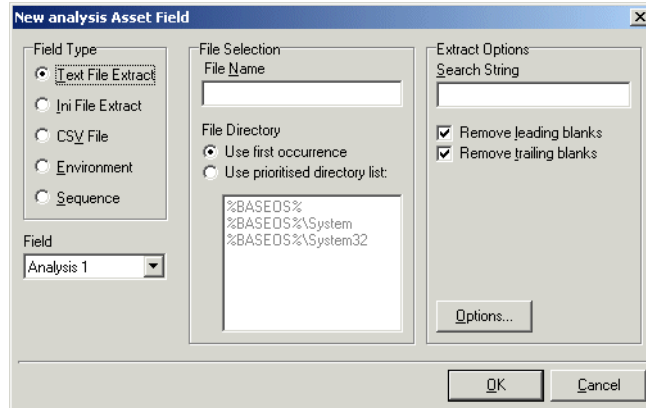 New analysis Asset Field
Field Type
Text File Extract
Ini File Extract
CSV File
Environment
Sequence
Field
Analysis 1
File Selection
File Name
File Directory
Use first occurrence
Use prioritised directory list:
%BASEOS%
%BASEOS%\System
%BASEOS%\System32
Extract Options
Search String
Remove leading blanks
Remove trailing blanks
Options...
OK
Cancel